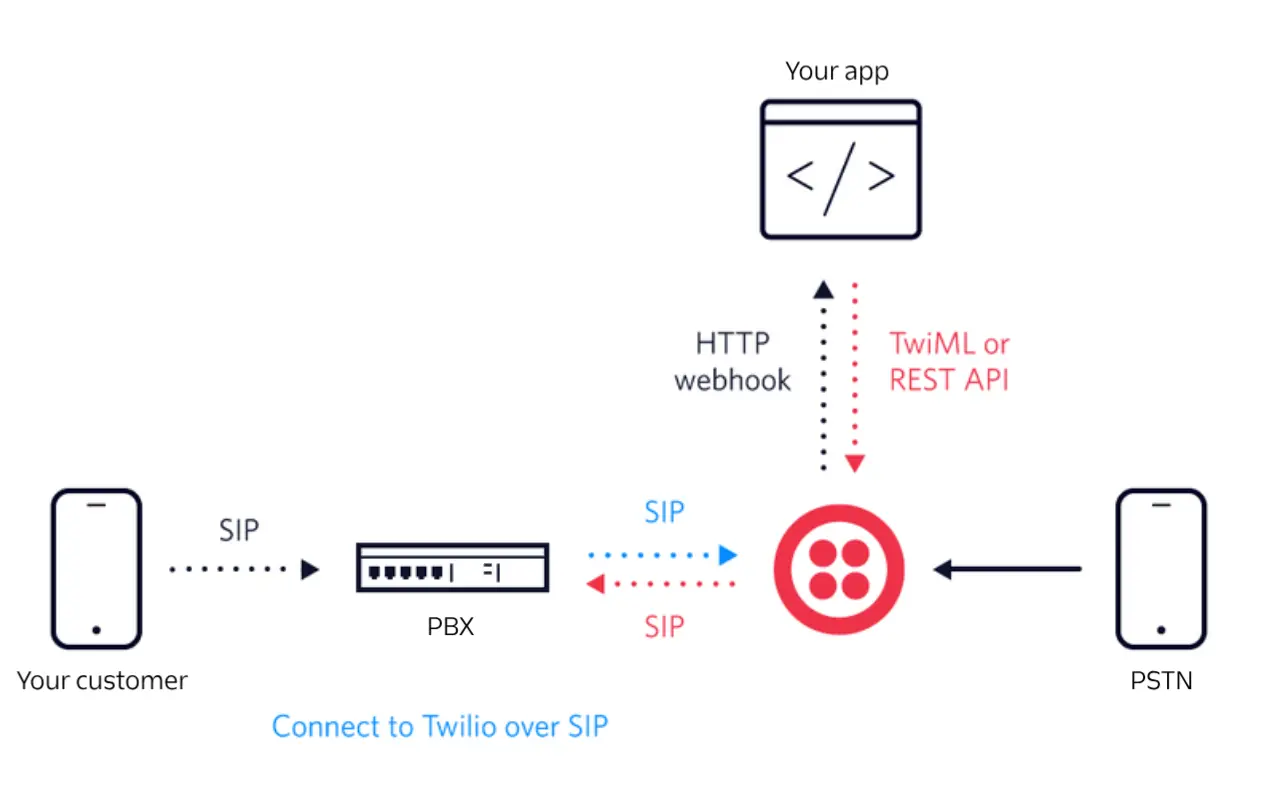 Your app
HTTP
webhook
TwiML or
REST API
SIP
SIP
SIP
PBX
Your customer
PSTN
Connect to Twilio over SIP